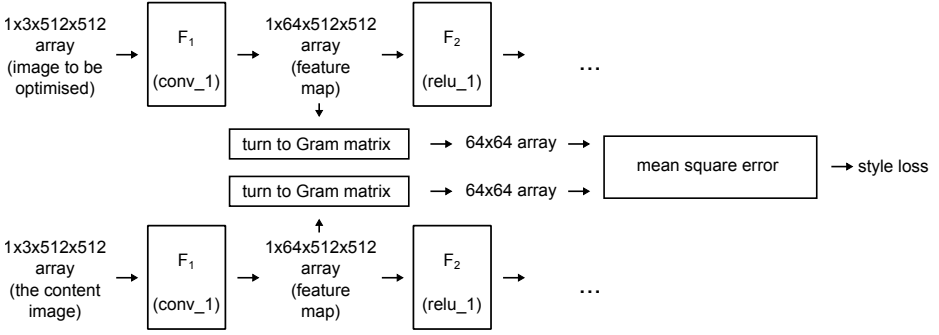 1x3x512x512
array
(image to be
optimised)
F₁
(conv_1)
1x64x512x512
array
(feature
map)
F₂
(relu_1)
...
turn to Gram matrix
64x64 array
mean square error
style loss
turn to Gram matrix
64x64 array
1x3x512x512
array
(the content
image)
F₁
(conv_1)
1x64x512x512
array
(feature
map)
F₂
(relu_1)
...